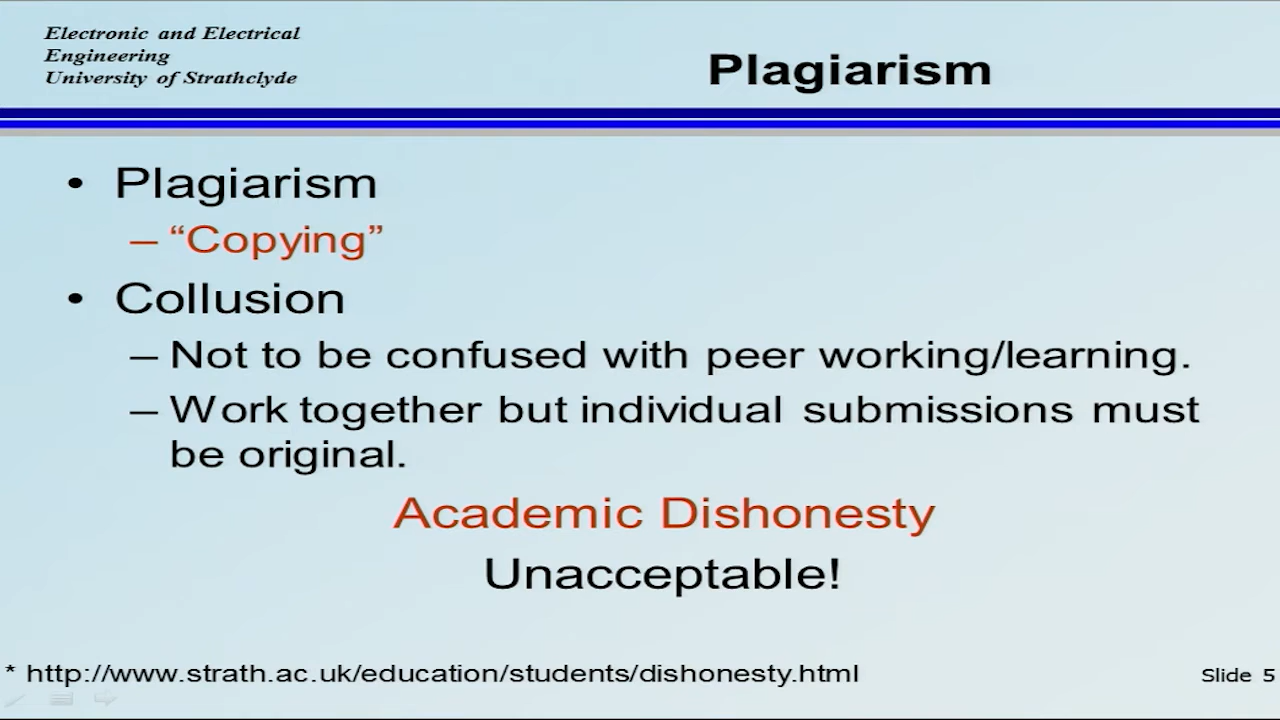 Electronic and Electrical
Engineering
University of Strathclyde
Plagiarism
• Plagiarism
– “Copying”
• Collusion
– Not to be confused with peer working/learning.
– Work together but individual submissions must
be original.
Academic Dishonesty
Unacceptable!
* http://www.strath.ac.uk/education/students/dishonesty.html
Slide 5